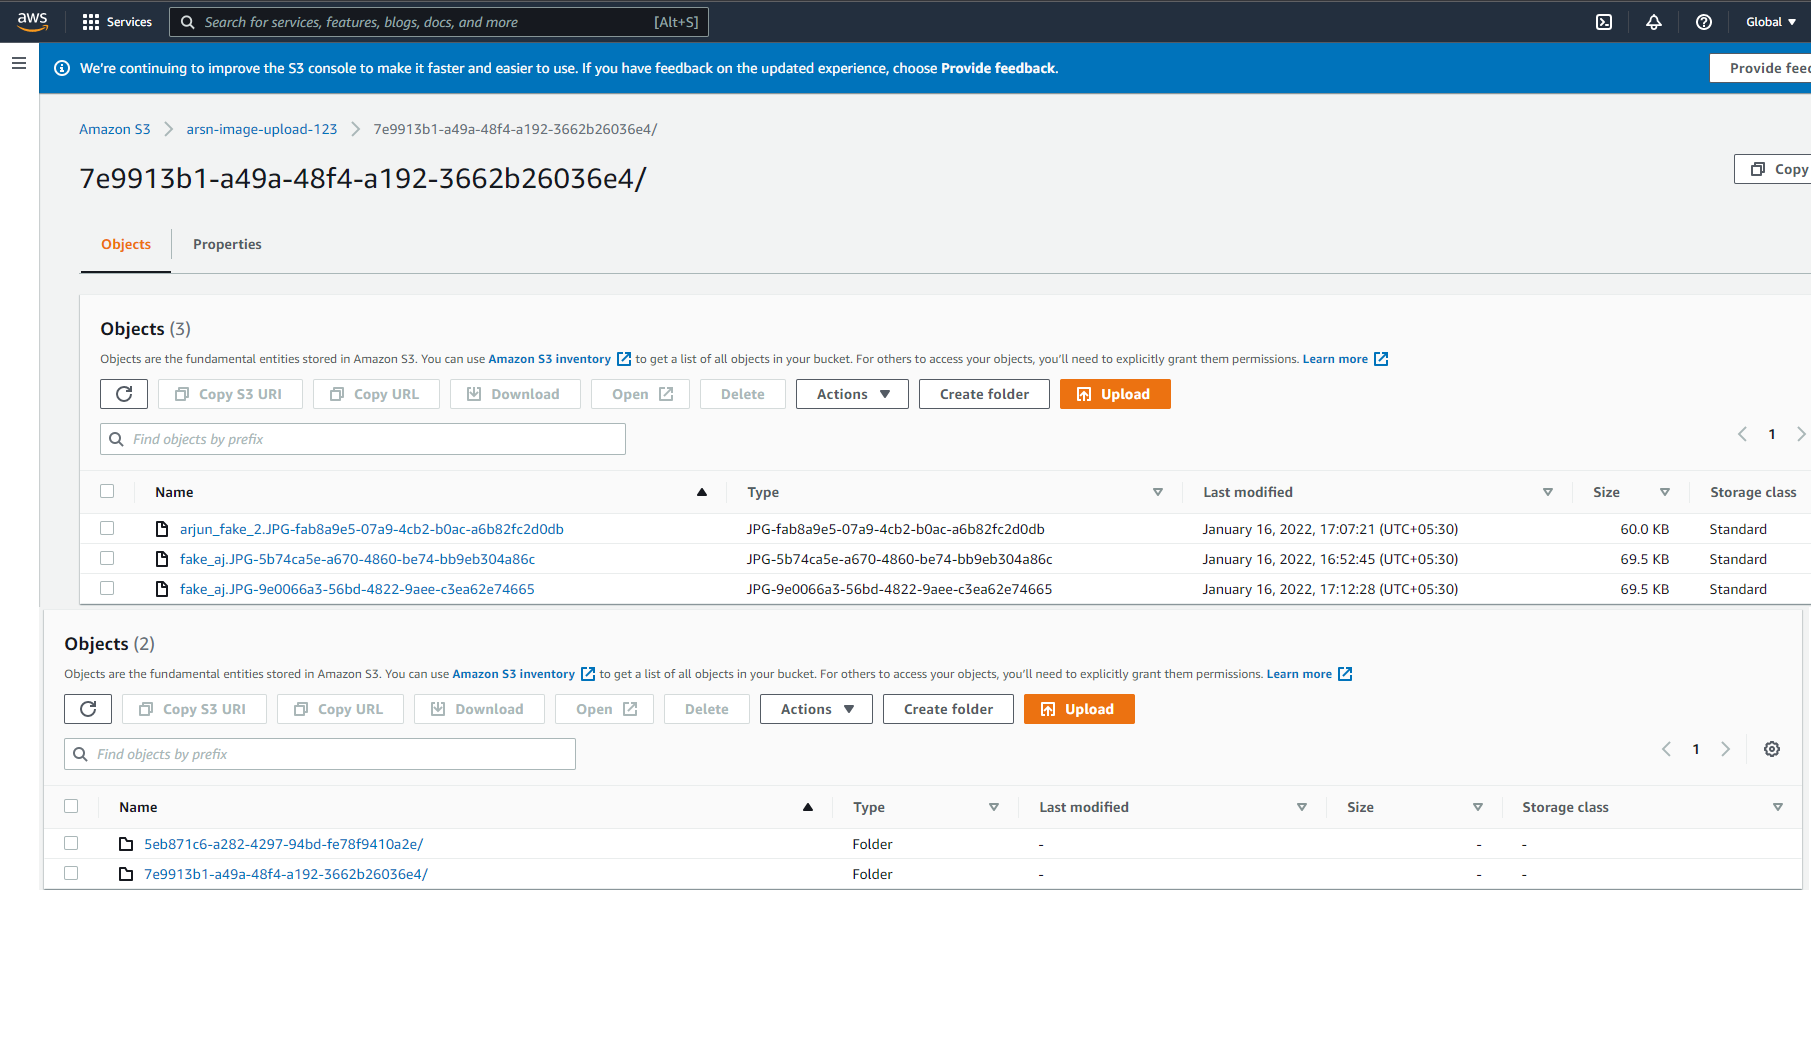 aws Services Search for services, features, blogs, docs, and more [Alt+S] Global
We're continuing to improve the S3 console to make it faster and easier to use. If you have feedback on the updated experience, choose Provide feedback. Provide feed
Amazon S3 arsn-image-upload-123 7e9913b1-a49a-48f4-a192-3662b26036e4/
7e9913b1-a49a-48f4-a192-3662b26036e4/ Copy
Objects Properties
Objects (3)
Objects are the fundamental entities stored in Amazon S3. You can use Amazon S3 inventory to get a list of all objects in your bucket. For others to access your objects, you'll need to explicitly grant them permissions. Learn more
Copy S3 URI Copy URL Download Open Delete Actions Create folder Upload
Find objects by prefix 1
Name Type Last modified Size Storage class
arjun_fake_2.JPG-fab8a9e5-07a9-4cb2-b0ac-a6b82fc2d0db JPG-fab8a9e5-07a9-4cb2-b0ac-a6b82fc2d0db January 16, 2022, 17:07:21 (UTC+05:30) 60.0 KB Standard
fake_aj.JPG-5b74ca5e-a670-4860-be74-bb9eb304a86c JPG-5b74ca5e-a670-4860-be74-bb9eb304a86c January 16, 2022, 16:52:45 (UTC+05:30) 69.5 KB Standard
fake_aj.JPG-9e0066a3-56bd-4822-9aee-c3ea62e74665 JPG-9e0066a3-56bd-4822-9aee-c3ea62e74665 January 16, 2022, 17:12:28 (UTC+05:30) 69.5 KB Standard
Objects (2)
Objects are the fundamental entities stored in Amazon S3. You can use Amazon S3 inventory to get a list of all objects in your bucket. For others to access your objects, you'll need to explicitly grant them permissions. Learn more
Copy S3 URI Copy URL Download Open Delete Actions Create folder Upload
Find objects by prefix 1
Name Type Last modified Size Storage class
5eb871c6-a282-4297-94bd-fe78f9410a2e/ Folder - - -
7e9913b1-a49a-48f4-a192-3662b26036e4/ Folder - - -